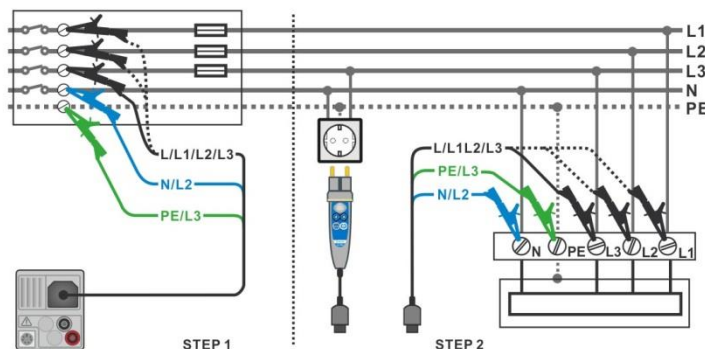 L1
L2
L3
N
PE
L/L1/L2/L3
N/L2
PE/L3
STEP 1
L/L1L2/L3
PE/L3
N/L2
N PE L3 L2 L1
STEP 2